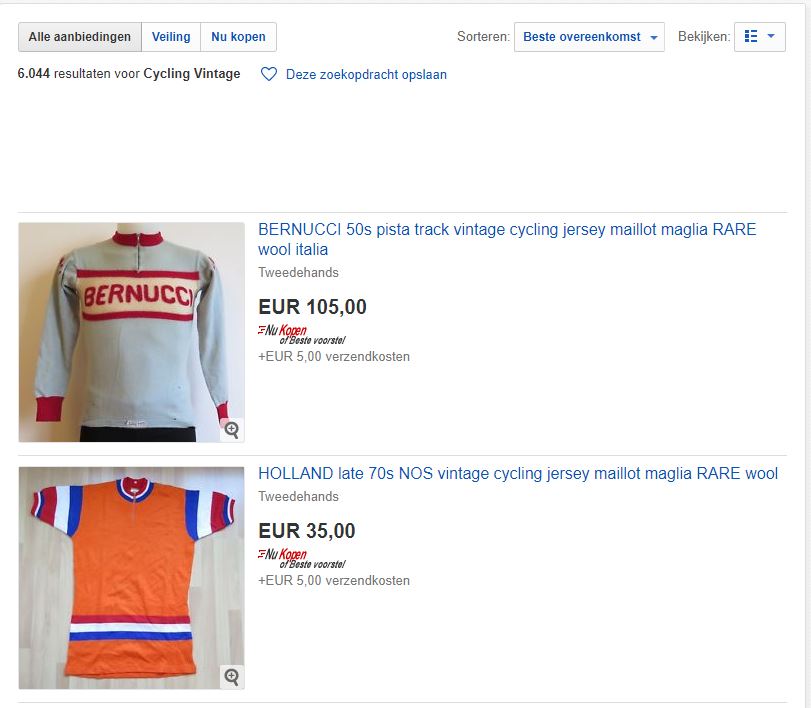 Alle aanbiedingen Veiling Nu kopen Sorteren: Beste overeenkomst Bekijken:
6.044 resultaten voor Cycling Vintage Deze zoekopdracht opslaan
BERNUCCI 50s pista track vintage cycling jersey maillot maglia RARE
wool italia
Tweedehands
BERNUCCI
EUR 105,00
Nu Kopen
of Beste voorstel
+EUR 5,00 verzendkosten
HOLLAND late 70s NOS vintage cycling jersey maillot maglia RARE wool
Tweedehands
EUR 35,00
Nu Kopen
of Beste voorstel
+EUR 5,00 verzendkosten